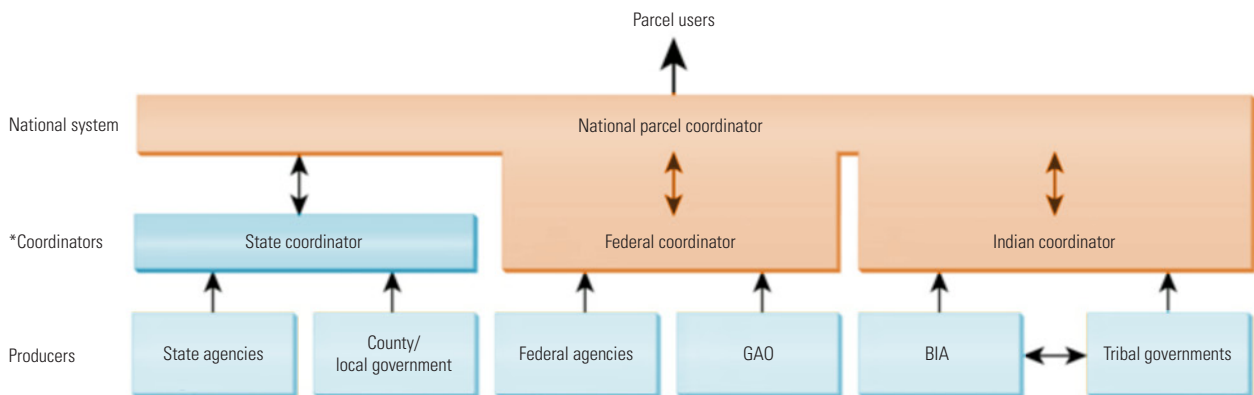 Parcel users
National system
National parcel coordinator
*Coordinators
State coordinator
Federal coordinator
Indian coordinator
Producers
State agencies
County/
local government
Federal agencies
GAO
BIA
Tribal governments